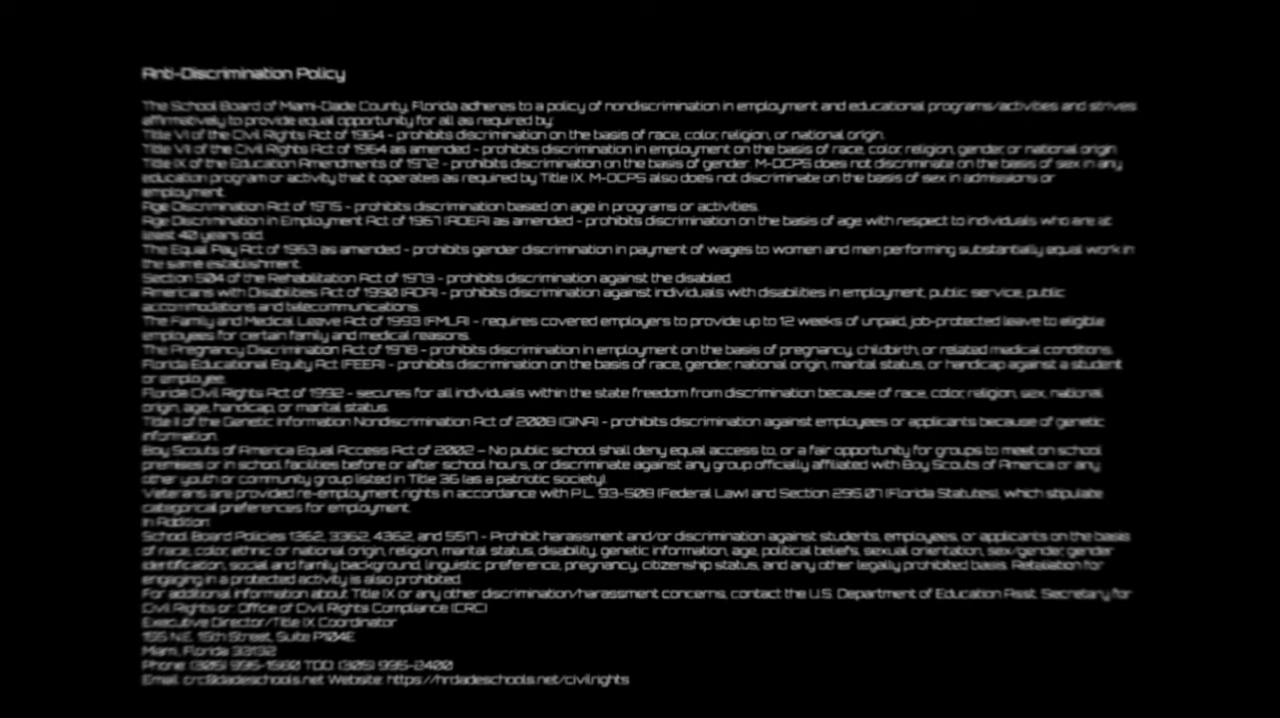 Anti-Discrimination Policy
The School Board of Miami-Dade County, Florida adheres to a policy of nondiscrimination in employment and educational programs/activities and strives
affirmatively to provide equal opportunity for all as required by:
Title VI of the Civil Rights Act of 1964 - prohibits discrimination on the basis of race, color, religion, or national origin.
Title VII of the Civil Rights Act of 1964 as amended - prohibits discrimination in employment on the basis of race, color, religion, gender, or national origin.
Title IX of the Education Amendments of 1972 - prohibits discrimination on the basis of gender. M-DCPS does not discriminate on the basis of sex in any
education program or activity that it operates as required by Title IX. M-DCPS also does not discriminate on the basis of sex in admissions or
employment.
Age Discrimination Act of 1975 - prohibits discrimination based on age in programs or activities.
Age Discrimination in Employment Act of 1967 (ADEA) as amended - prohibits discrimination on the basis of age with respect to individuals who are at
least 40 years old.
The Equal Pay Act of 1963 as amended - prohibits gender discrimination in payment of wages to women and men performing substantially equal work in
the same establishment.
Section 504 of the Rehabilitation Act of 1973 - prohibits discrimination against the disabled.
Americans with Disabilities Act of 1990 (ADA) - prohibits discrimination against individuals with disabilities in employment, public service, public
accommodations and telecommunications.
The Family and Medical Leave Act of 1993 (FMLA) - requires covered employers to provide up to 12 weeks of unpaid, job-protected leave to eligible
employees for certain family and medical reasons.
The Pregnancy Discrimination Act of 1978 - prohibits discrimination in employment on the basis of pregnancy, childbirth, or related medical conditions.
Florida Educational Equity Act (FEEA) - prohibits discrimination on the basis of race, gender, national origin, marital status, or handicap against a student
or employee.
Florida Civil Rights Act of 1992 - secures for all individuals within the state freedom from discrimination because of race, color, religion, sex, national
origin, age, handicap, or marital status.
Title II of the Genetic Information Nondiscrimination Act of 2008 (GINA) - prohibits discrimination against employees or applicants because of genetic
information.
Boy Scouts of America Equal Access Act of 2002 – No public school shall deny equal access to, or a fair opportunity for groups to meet on school
premises or in school facilities before or after school hours, or discriminate against any group officially affiliated with Boy Scouts of America or any
other youth or community group listed in Title 36 (as a patriotic society).
Veterans are provided re-employment rights in accordance with P.L. 93-508 (Federal Law) and Section 295.07 (Florida Statutes), which stipulate
categorical preferences for employment.
In Addition:
School Board Policies 1362, 3362, 4362, and 5517 - Prohibit harassment and/or discrimination against students, employees, or applicants on the basis
of race, color, ethnic or national origin, religion, marital status, disability, genetic information, age, political beliefs, sexual orientation, sex/gender, gender
identification, social and family background, linguistic preference, pregnancy, citizenship status, and any other legally prohibited basis. Retaliation for
engaging in a protected activity is also prohibited.
For additional information about Title IX or any other discrimination/harassment concerns, contact the U.S. Department of Education Asst. Secretary for
Civil Rights or: Office of Civil Rights Compliance (CRC)
Executive Director/Title IX Coordinator
155 N.E. 15th Street, Suite P104E
Miami, Florida 33132
Phone: (305) 995-1580 TDD: (305) 995-2400
Email: crc@dadeschools.net Website: https://hrdadeschools.net/civilrights